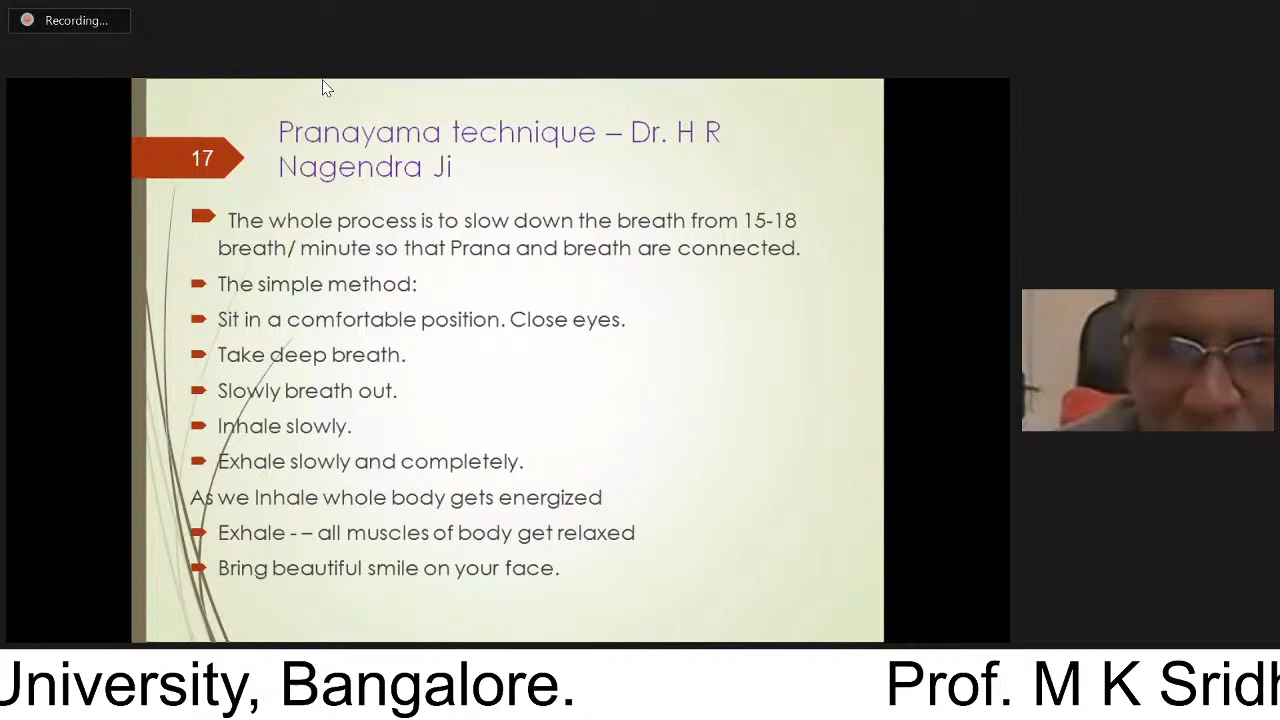 Recording...
Pranayama technique – Dr. H R
Nagendra Ji
17
The whole process is to slow down the breath from 15-18
breath/ minute so that Prana and breath are connected.
The simple method:
Sit in a comfortable position. Close eyes.
Take deep breath.
Slowly breath out.
Inhale slowly.
Exhale slowly and completely.
As we Inhale whole body gets energized
Exhale - – all muscles of body get relaxed
Bring beautiful smile on your face.
University, Bangalore. Prof. M K Sridh